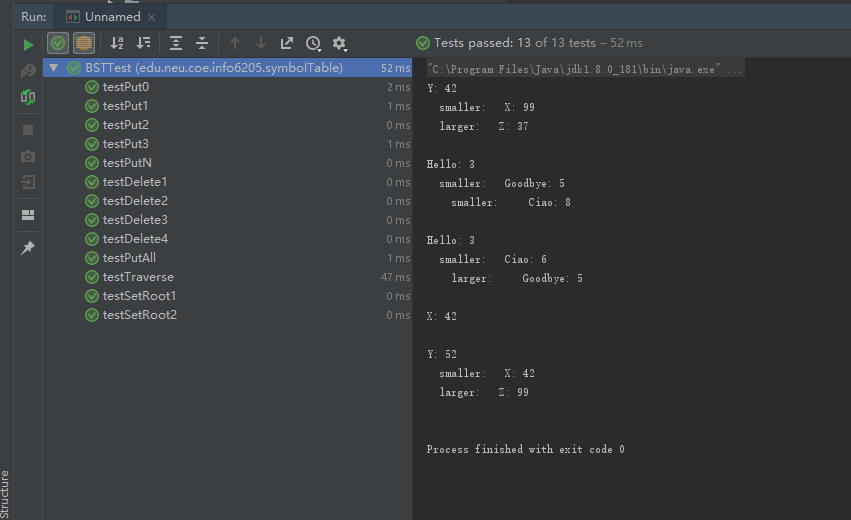 Run: Unnamed
Tests passed: 13 of 13 tests – 52 ms
BSTTest (edu.neu.coe.info6205.symbolTable) 52 ms
testPut0 2 ms
testPut1 1 ms
testPut2 0 ms
testPut3 1 ms
testPutN 0 ms
testDelete1 0 ms
testDelete2 0 ms
testDelete3 0 ms
testDelete4 0 ms
testPutAll 1 ms
testTraverse 47 ms
testSetRoot1 0 ms
testSetRoot2 0 ms
"C:\Program Files\Java\jdk1.8.0_181\bin\java.exe" ...
Y: 42
smaller: X: 99
larger: Z: 37
Hello: 3
smaller: Goodbye: 5
smaller: Ciao: 8
Hello: 3
smaller: Ciao: 6
larger: Goodbye: 5
X: 42
Y: 52
smaller: X: 42
larger: Z: 99
Process finished with exit code 0
Structure